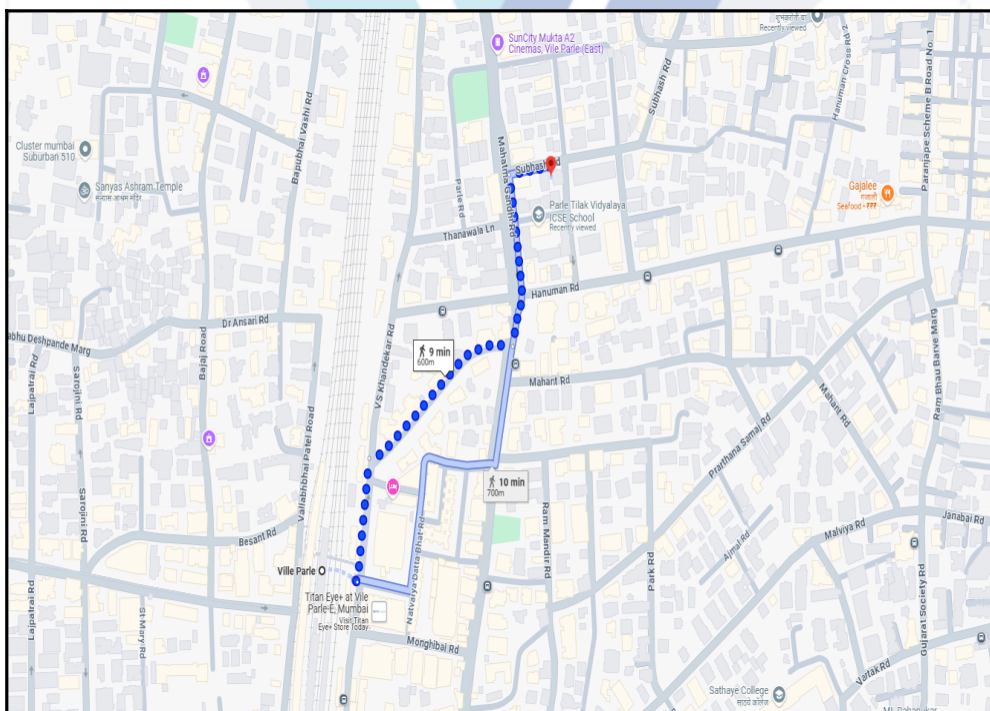 SunCity Mukta A2
Cinemas, Vile Parle (East)
Recently viewed
Hanuman Cross Rd 2
Paranjape Scheme B Road No. 1
Subhash Rd
Bapubhai Vashi Rd
Cluster mumbai
Suburban 510
Sanyas Ashram Temple
Mahatma Gandhi Rd
Subhash Rd
Parle Rd
Parle Tilak Vidyalaya
ICSE School
Recently viewed
Gajalee
गजाली
Seafood • ₹₹₹
Thanawala Ln
Hanuman Rd
Dr Ansari Rd
abhu Deshpande Marg
Bajaj Road
V S Khandekar Rd
9 min
600m
Mahant Rd
Mahant Rd
Ram Bhau Barve Marg
Lajpatrai Rd
Sarojini Rd
Prarthana Samaj Rd
Vallabhbhai Patel Road
10 min
700m
Sarojini Rd
Besant Rd
Natvarya Datta Bhat Rd
Ram Mandir Rd
Park Rd
Ajmal Rd
Malviya Rd
Janabai Rd
Ville Parle
Titan Eye+ at Vile
Parle E, Mumbai
Visit Titan
Eye+ Store Today
Lajpatrai Rd
St Mary Rd
Monghibai Rd
Gujarat Society Rd
Vartak Rd
Sathaye College
साठ्ये कॉलेज